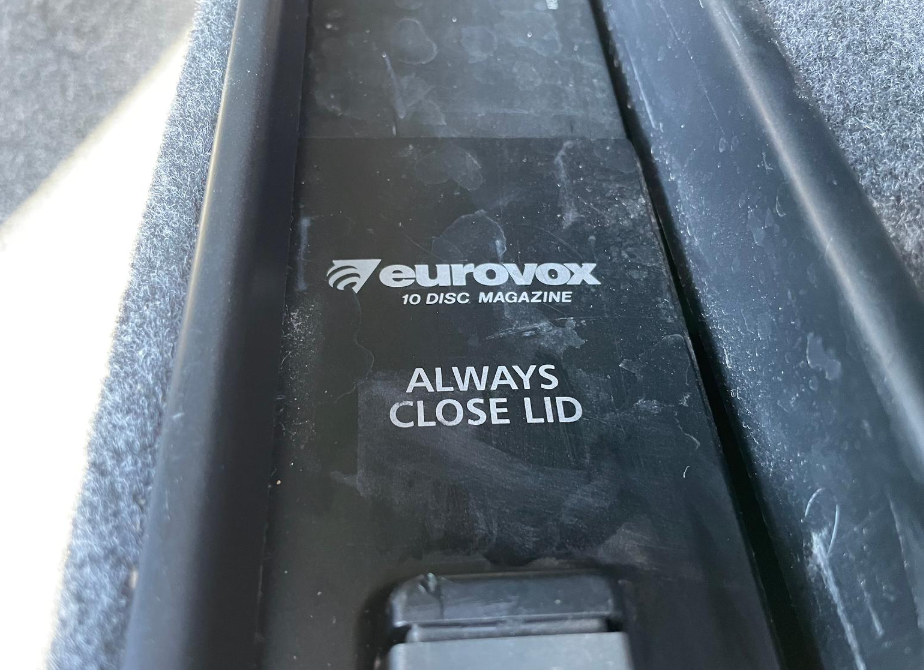 eurovox
10 DISC MAGAZINE
ALWAYS
CLOSE LID